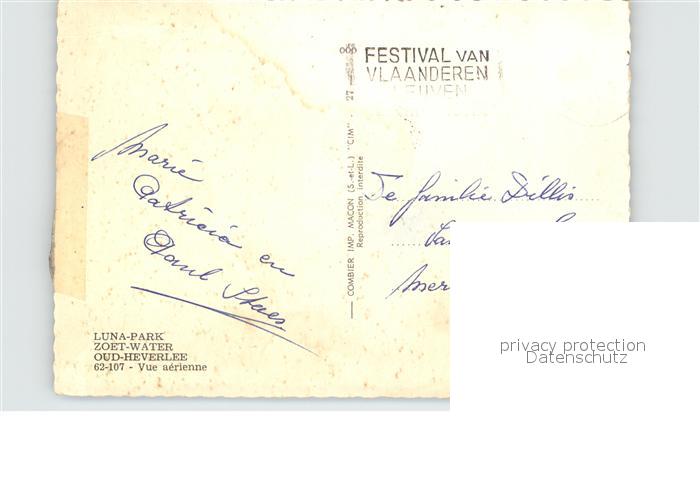 FESTIVAL VAN
VLAANDEREN
LEUVEN
Marie
Patricia en
Paul Staes
De familie Dillis
COMBIER IMP. MACON (S.-et-L.) "CIM" - 27
Reproduction interdite
LUNA-PARK
ZOET-WATER
OUD-HEVERLEE
62-107 - Vue aérienne
privacy protection
Datenschutz